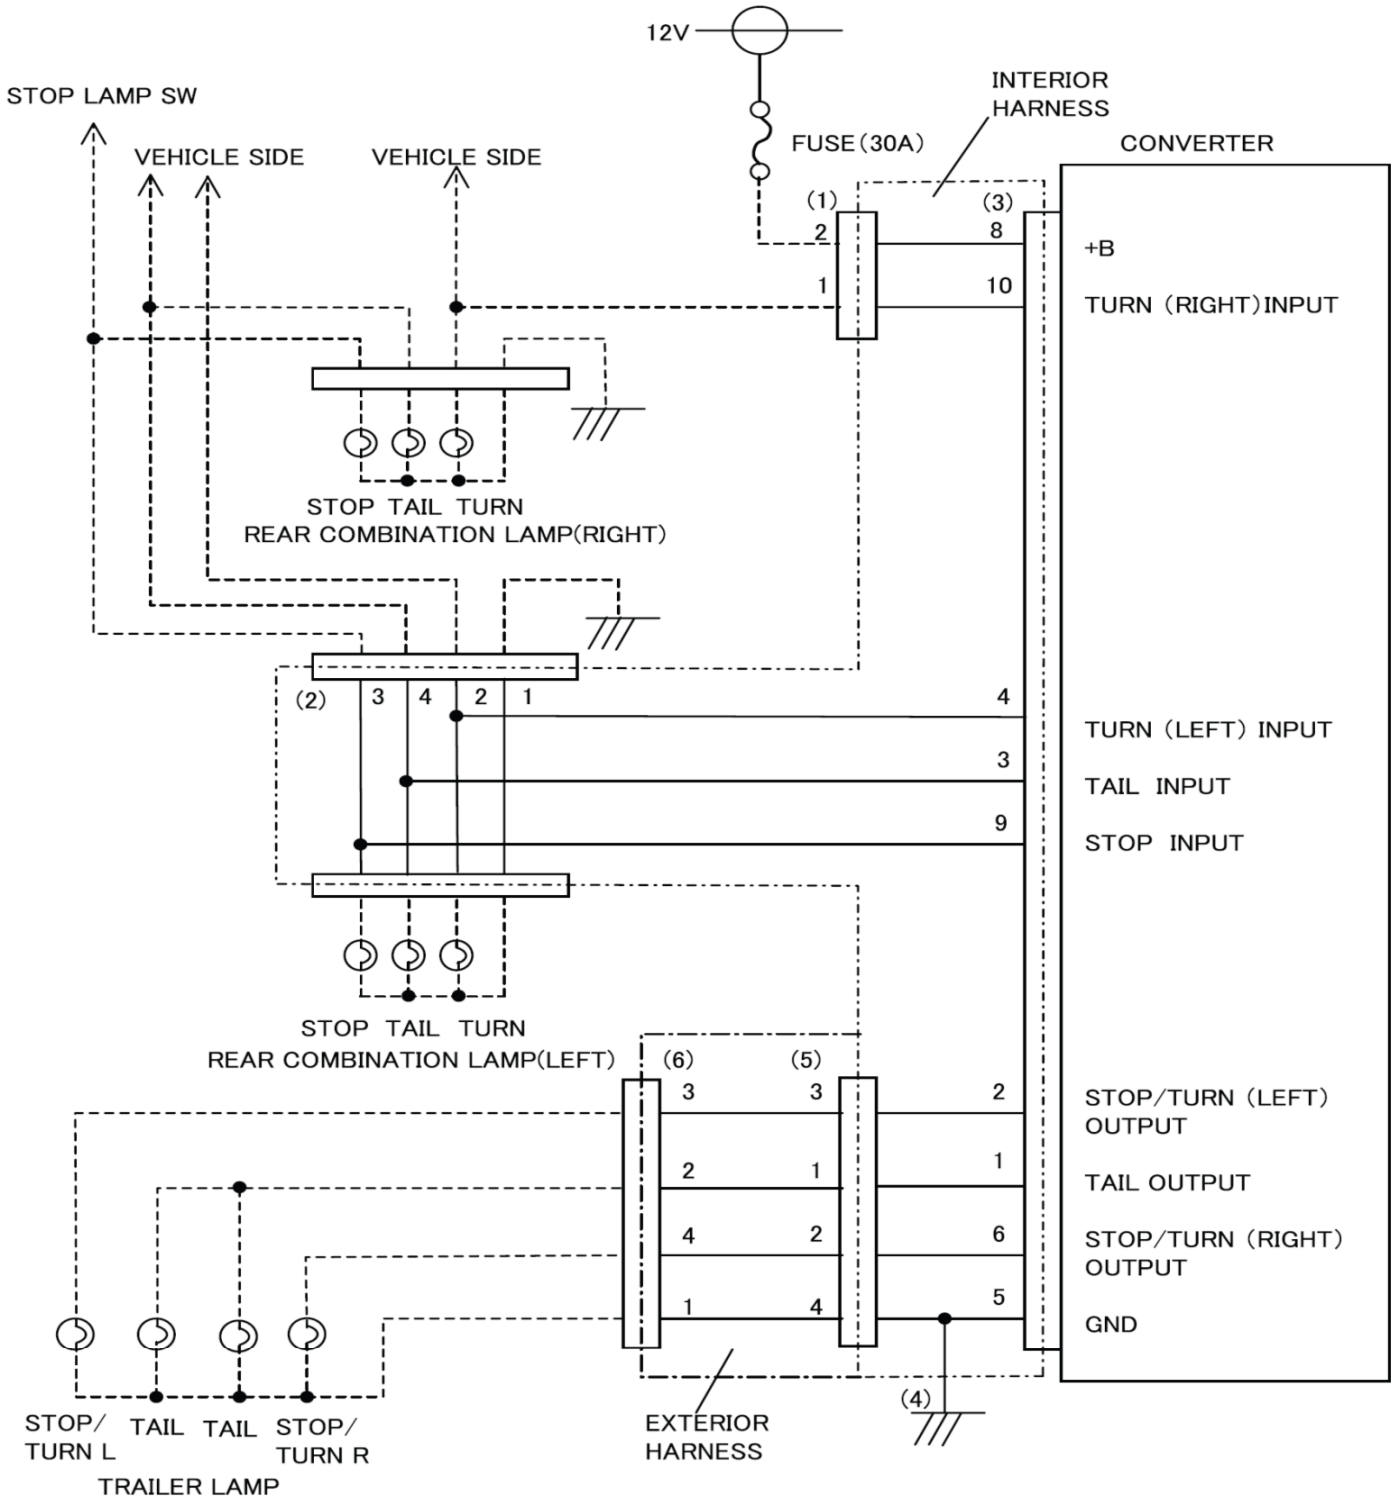 12V
STOP LAMP SW
INTERIOR
HARNESS
VEHICLE SIDE
VEHICLE SIDE
FUSE(30A)
CONVERTER
(1)
(3)
2
8
+B
1
10
TURN (RIGHT)INPUT
STOP TAIL TURN
REAR COMBINATION LAMP(RIGHT)
(2)
3
4
2
1
4
TURN (LEFT) INPUT
3
TAIL INPUT
9
STOP INPUT
STOP TAIL TURN
REAR COMBINATION LAMP(LEFT)
(6)
(5)
3
3
2
STOP/TURN (LEFT)
OUTPUT
2
1
1
TAIL OUTPUT
4
2
6
STOP/TURN (RIGHT)
OUTPUT
1
4
5
GND
(4)
STOP/
TURN L
TAIL
TAIL
STOP/
TURN R
TRAILER LAMP
EXTERIOR
HARNESS